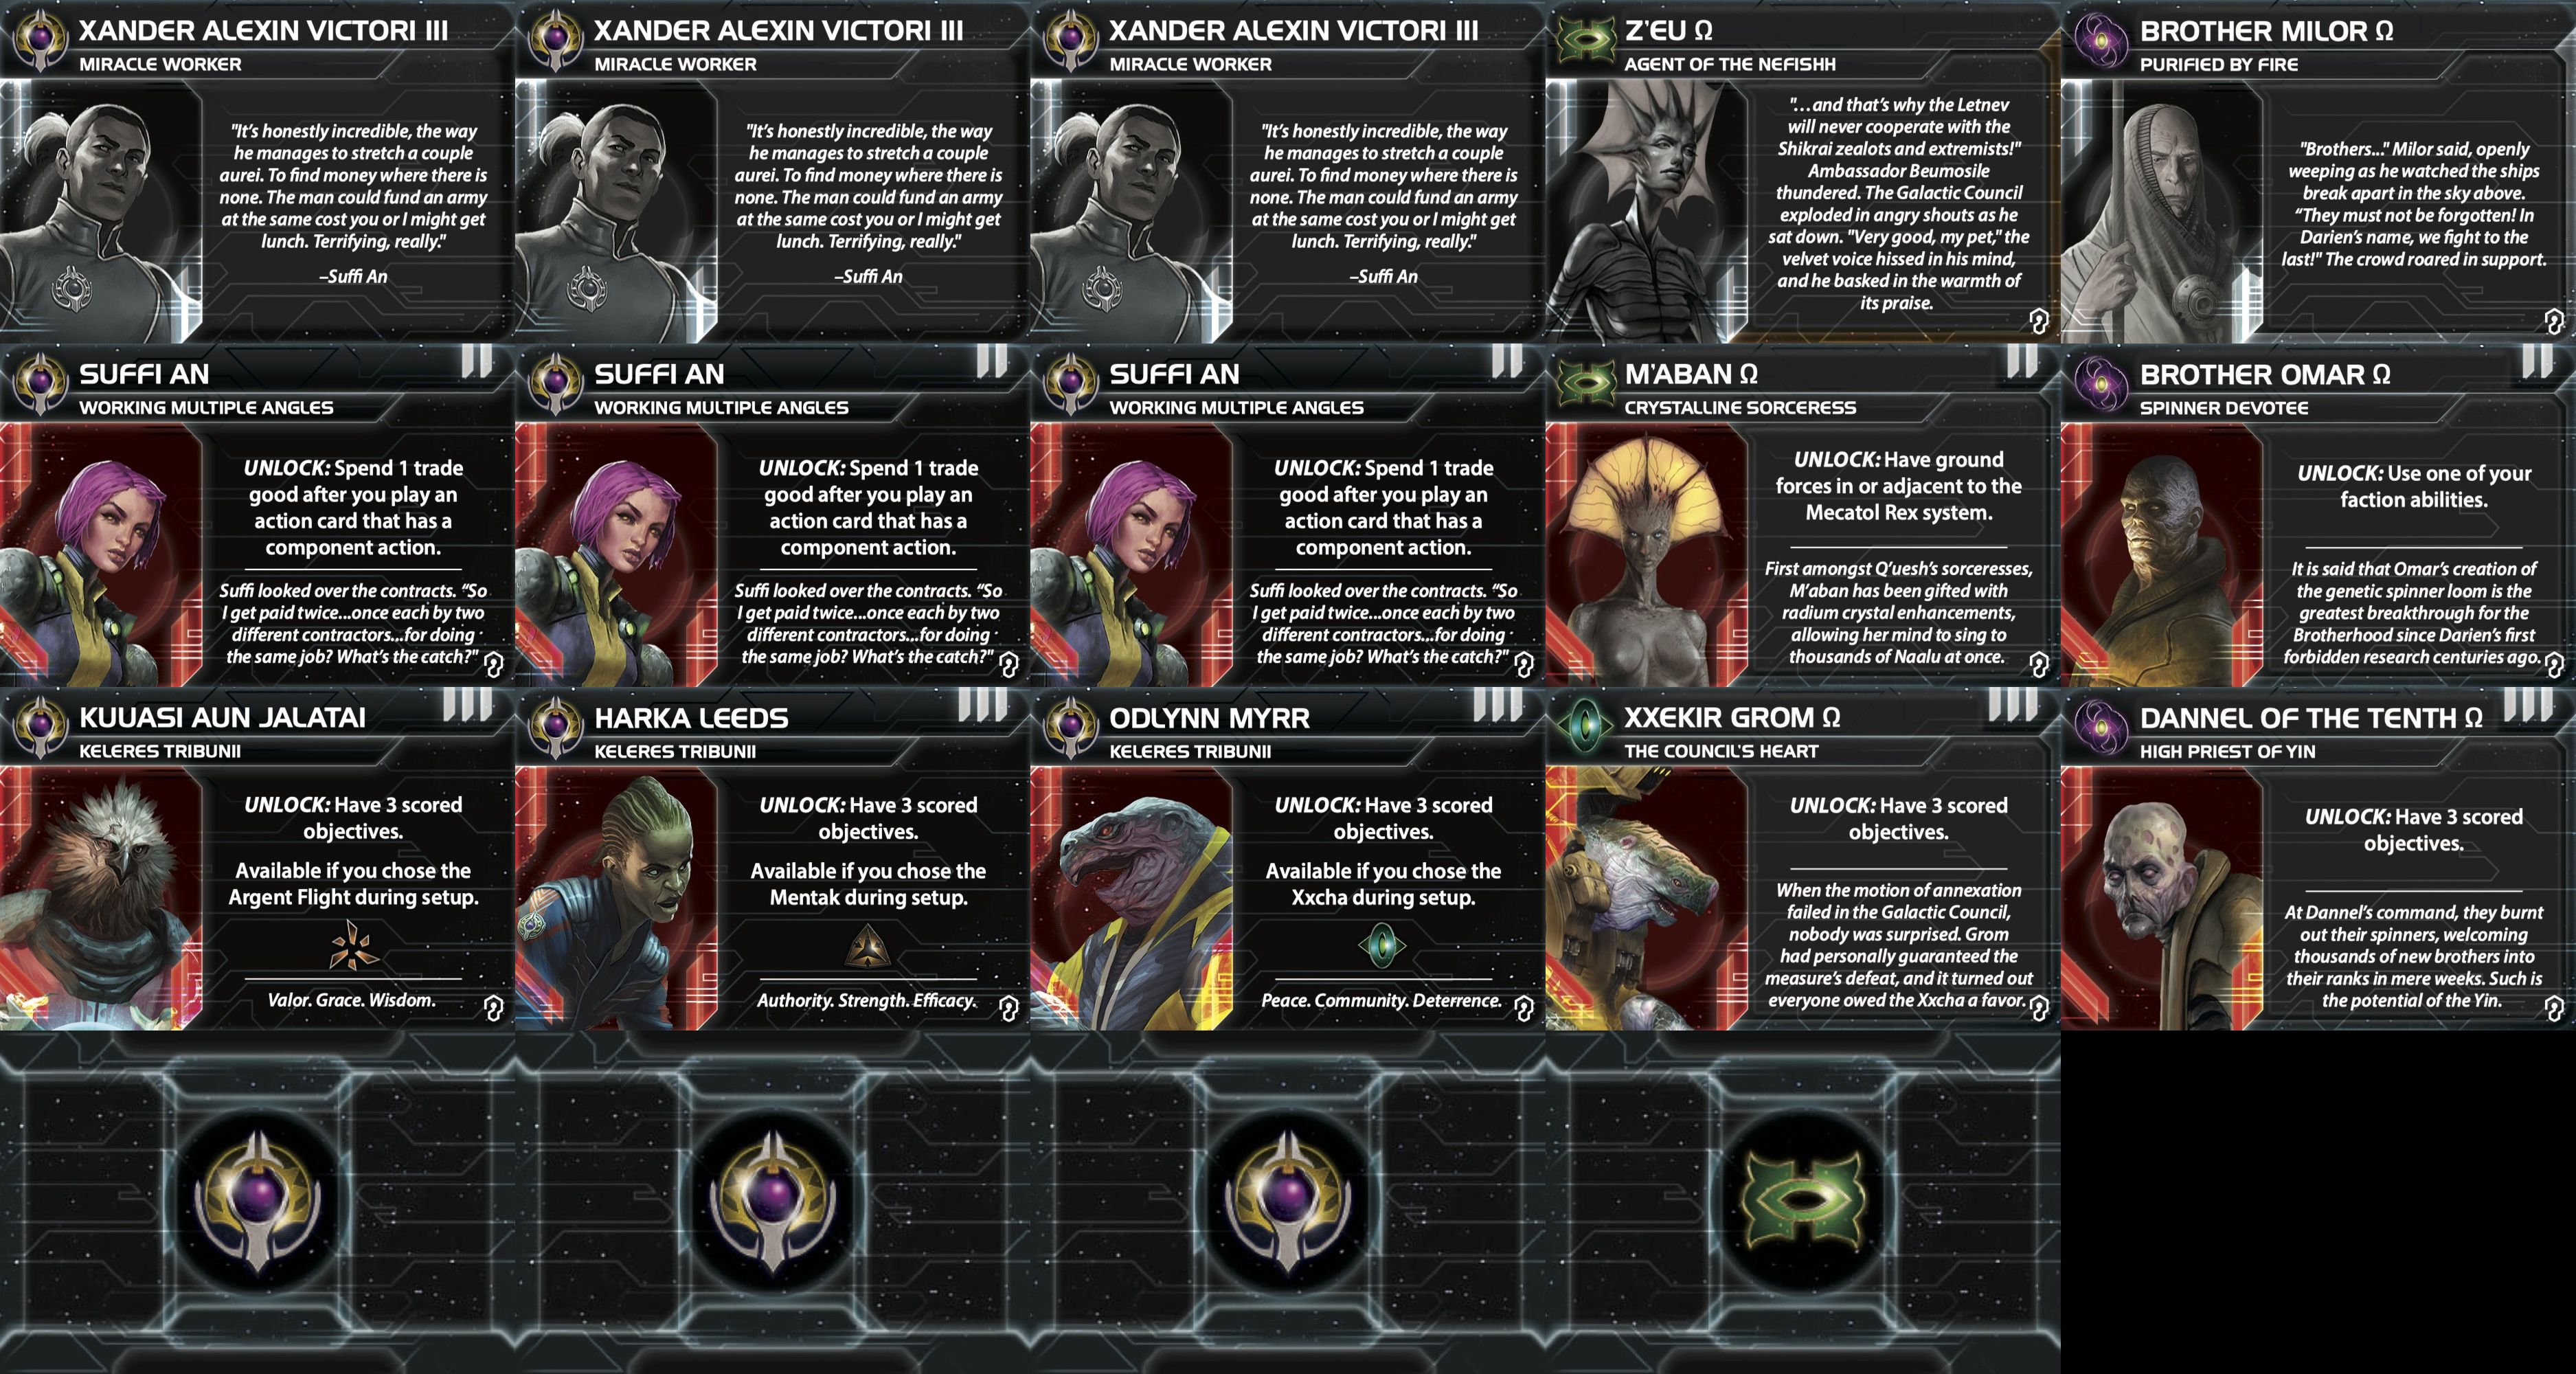 XANDER ALEXIN VICTORI III
MIRACLE WORKER
"It's honestly incredible, the way
he manages to stretch a couple
aurei. To find money where there is
none. The man could fund an army
at the same cost you or I might get
lunch. Terrifying, really."
–Suffi An
XANDER ALEXIN VICTORI III
MIRACLE WORKER
"It's honestly incredible, the way
he manages to stretch a couple
aurei. To find money where there is
none. The man could fund an army
at the same cost you or I might get
lunch. Terrifying, really."
–Suffi An
XANDER ALEXIN VICTORI III
MIRACLE WORKER
"It's honestly incredible, the way
he manages to stretch a couple
aurei. To find money where there is
none. The man could fund an army
at the same cost you or I might get
lunch. Terrifying, really."
–Suffi An
Z'EU Ω
AGENT OF THE NEFISHH
"...and that's why the Letnev
will never cooperate with the
Shikrai zealots and extremists!"
Ambassador Beumosile
thundered. The Galactic Council
exploded in angry shouts as he
sat down. "Very good, my pet," the
velvet voice hissed in his mind,
and he basked in the warmth of
its praise.
BROTHER MILOR Ω
PURIFIED BY FIRE
"Brothers..." Milor said, openly
weeping as he watched the ships
break apart in the sky above.
“They must not be forgotten! In
Darien's name, we fight to the
last!" The crowd roared in support.
SUFFI AN
WORKING MULTIPLE ANGLES
UNLOCK: Spend 1 trade
good after you play an
action card that has a
component action.
Suffi looked over the contracts. “So
I get paid twice...once each by two
different contractors...for doing
the same job? What's the catch?"
SUFFI AN
WORKING MULTIPLE ANGLES
UNLOCK: Spend 1 trade
good after you play an
action card that has a
component action.
Suffi looked over the contracts. “So
I get paid twice...once each by two
different contractors...for doing
the same job? What's the catch?"
SUFFI AN
WORKING MULTIPLE ANGLES
UNLOCK: Spend 1 trade
good after you play an
action card that has a
component action.
Suffi looked over the contracts. “So
I get paid twice...once each by two
different contractors...for doing
the same job? What's the catch?"
M'ABAN Ω
CRYSTALLINE SORCERESS
UNLOCK: Have ground
forces in or adjacent to the
Mecatol Rex system.
First amongst Q'uesh's sorceresses,
M'aban has been gifted with
radium crystal enhancements,
allowing her mind to sing to
thousands of Naalu at once.
BROTHER OMAR Ω
SPINNER DEVOTEE
UNLOCK: Use one of your
faction abilities.
It is said that Omar's creation of
the genetic spinner loom is the
greatest breakthrough for the
Brotherhood since Darien's first
forbidden research centuries ago.
KUUASI AUN JALATAI
KELERES TRIBUNII
UNLOCK: Have 3 scored
objectives.
Available if you chose the
Argent Flight during setup.
Valor. Grace. Wisdom.
HARKA LEEDS
KELERES TRIBUNII
UNLOCK: Have 3 scored
objectives.
Available if you chose the
Mentak during setup.
Authority. Strength. Efficacy.
ODLYNN MYRR
KELERES TRIBUNII
UNLOCK: Have 3 scored
objectives.
Available if you chose the
Xxcha during setup.
Peace. Community. Deterrence.
XXEKIR GROM Ω
THE COUNCIL'S HEART
UNLOCK: Have 3 scored
objectives.
When the motion of annexation
failed in the Galactic Council,
nobody was surprised. Grom
had personally guaranteed the
measure's defeat, and it turned out
everyone owed the Xxcha a favor.
DANNEL OF THE TENTH Ω
HIGH PRIEST OF YIN
UNLOCK: Have 3 scored
objectives.
At Dannel's command, they burnt
out their spinners, welcoming
thousands of new brothers into
their ranks in mere weeks. Such is
the potential of the Yin.